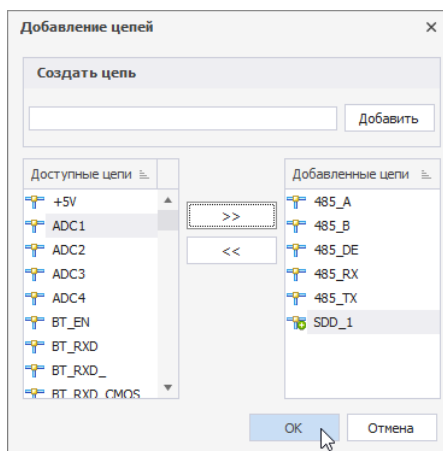 Добавление цепей
Создать цепь
Добавить
Доступные цепи
+5V
ADC1
ADC2
ADC3
ADC4
BT_EN
BT_RXD
BT_RXD_
BT_RXD_CMOS
>>
<<
Добавленные цепи
485_A
485_B
485_DE
485_RX
485_TX
SDD_1
OK
Отмена